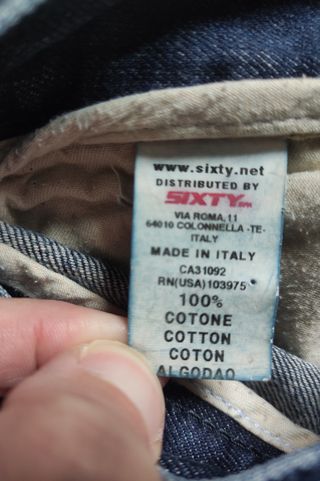 www.sixty.net
DISTRIBUTED BY
SIXTY SPA
VIA ROMA,11
64010 COLONNELLA -TE-
ITALY
MADE IN ITALY
CA31092
RN(USA)103975
100%
COTONE
COTTON
COTON
ALGODAO